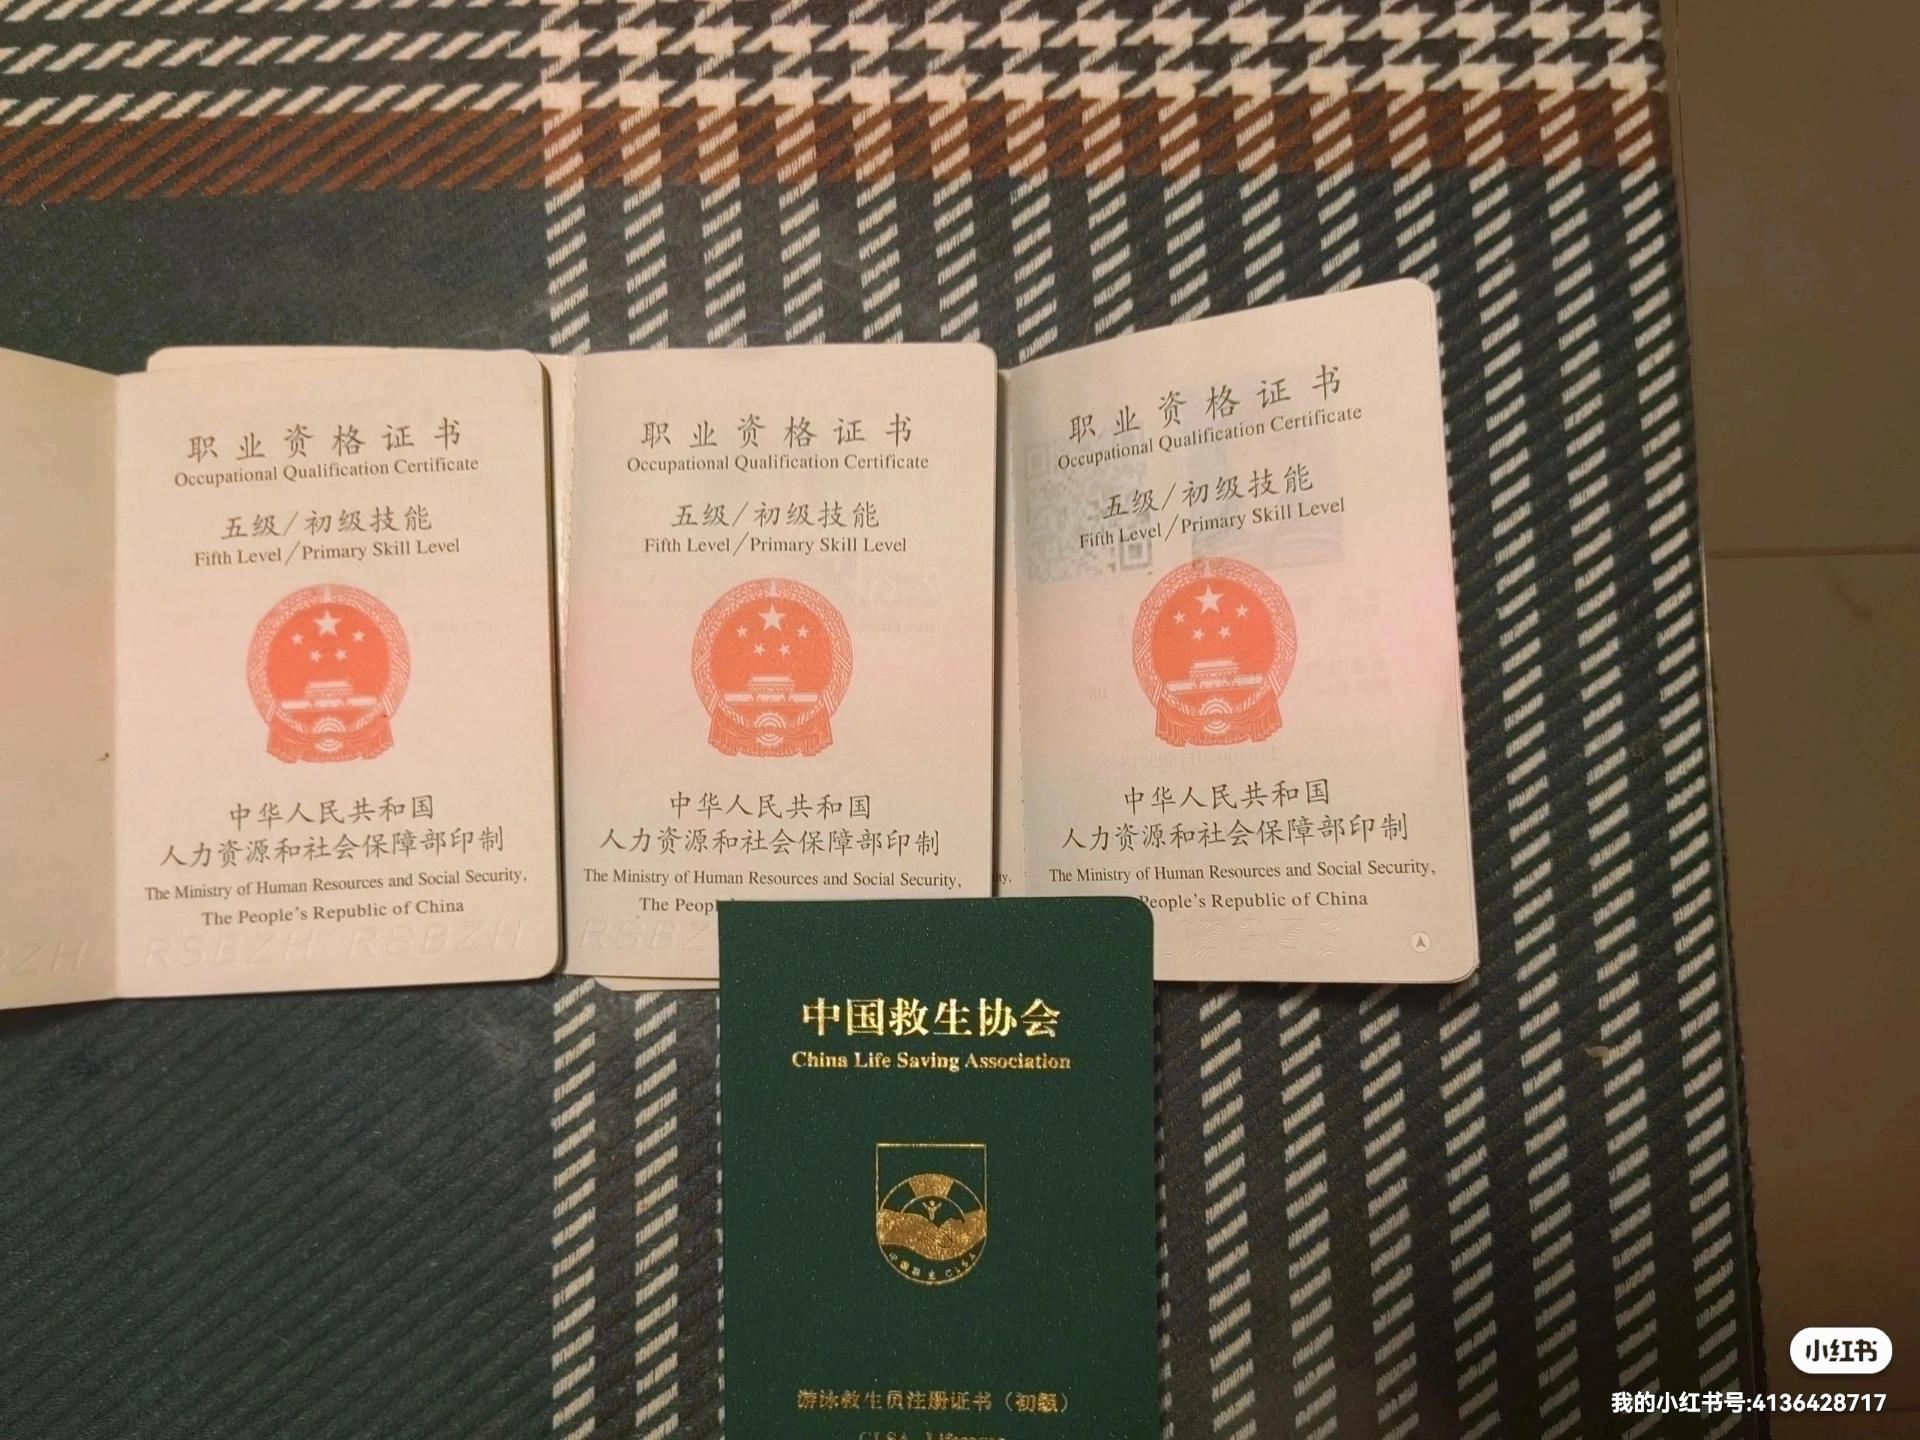 职业资格证书
Occupational Qualification Certificate
五级/初级技能
Fifth Level/Primary Skill Level
中华人民共和国
人力资源和社会保障部印制
The Ministry of Human Resources and Social Security,
The People's Republic of China
RSBZH RSBZH
职业资格证书
Occupational Qualification Certificate
五级/初级技能
Fifth Level/Primary Skill Level
中华人民共和国
人力资源和社会保障部印制
The Ministry of Human Resources and Social Security,
The Peop
职业资格证书
Occupational Qualification Certificate
五级/初级技能
Fifth Level/Primary Skill Level
中华人民共和国
人力资源和社会保障部印制
The Ministry of Human Resources and Social Security,
People's Republic of China
中国救生协会
China Life Saving Association
中国救生 CLSA
游泳救生员注册证书（初级）
小红书
我的小红书号:4136428717